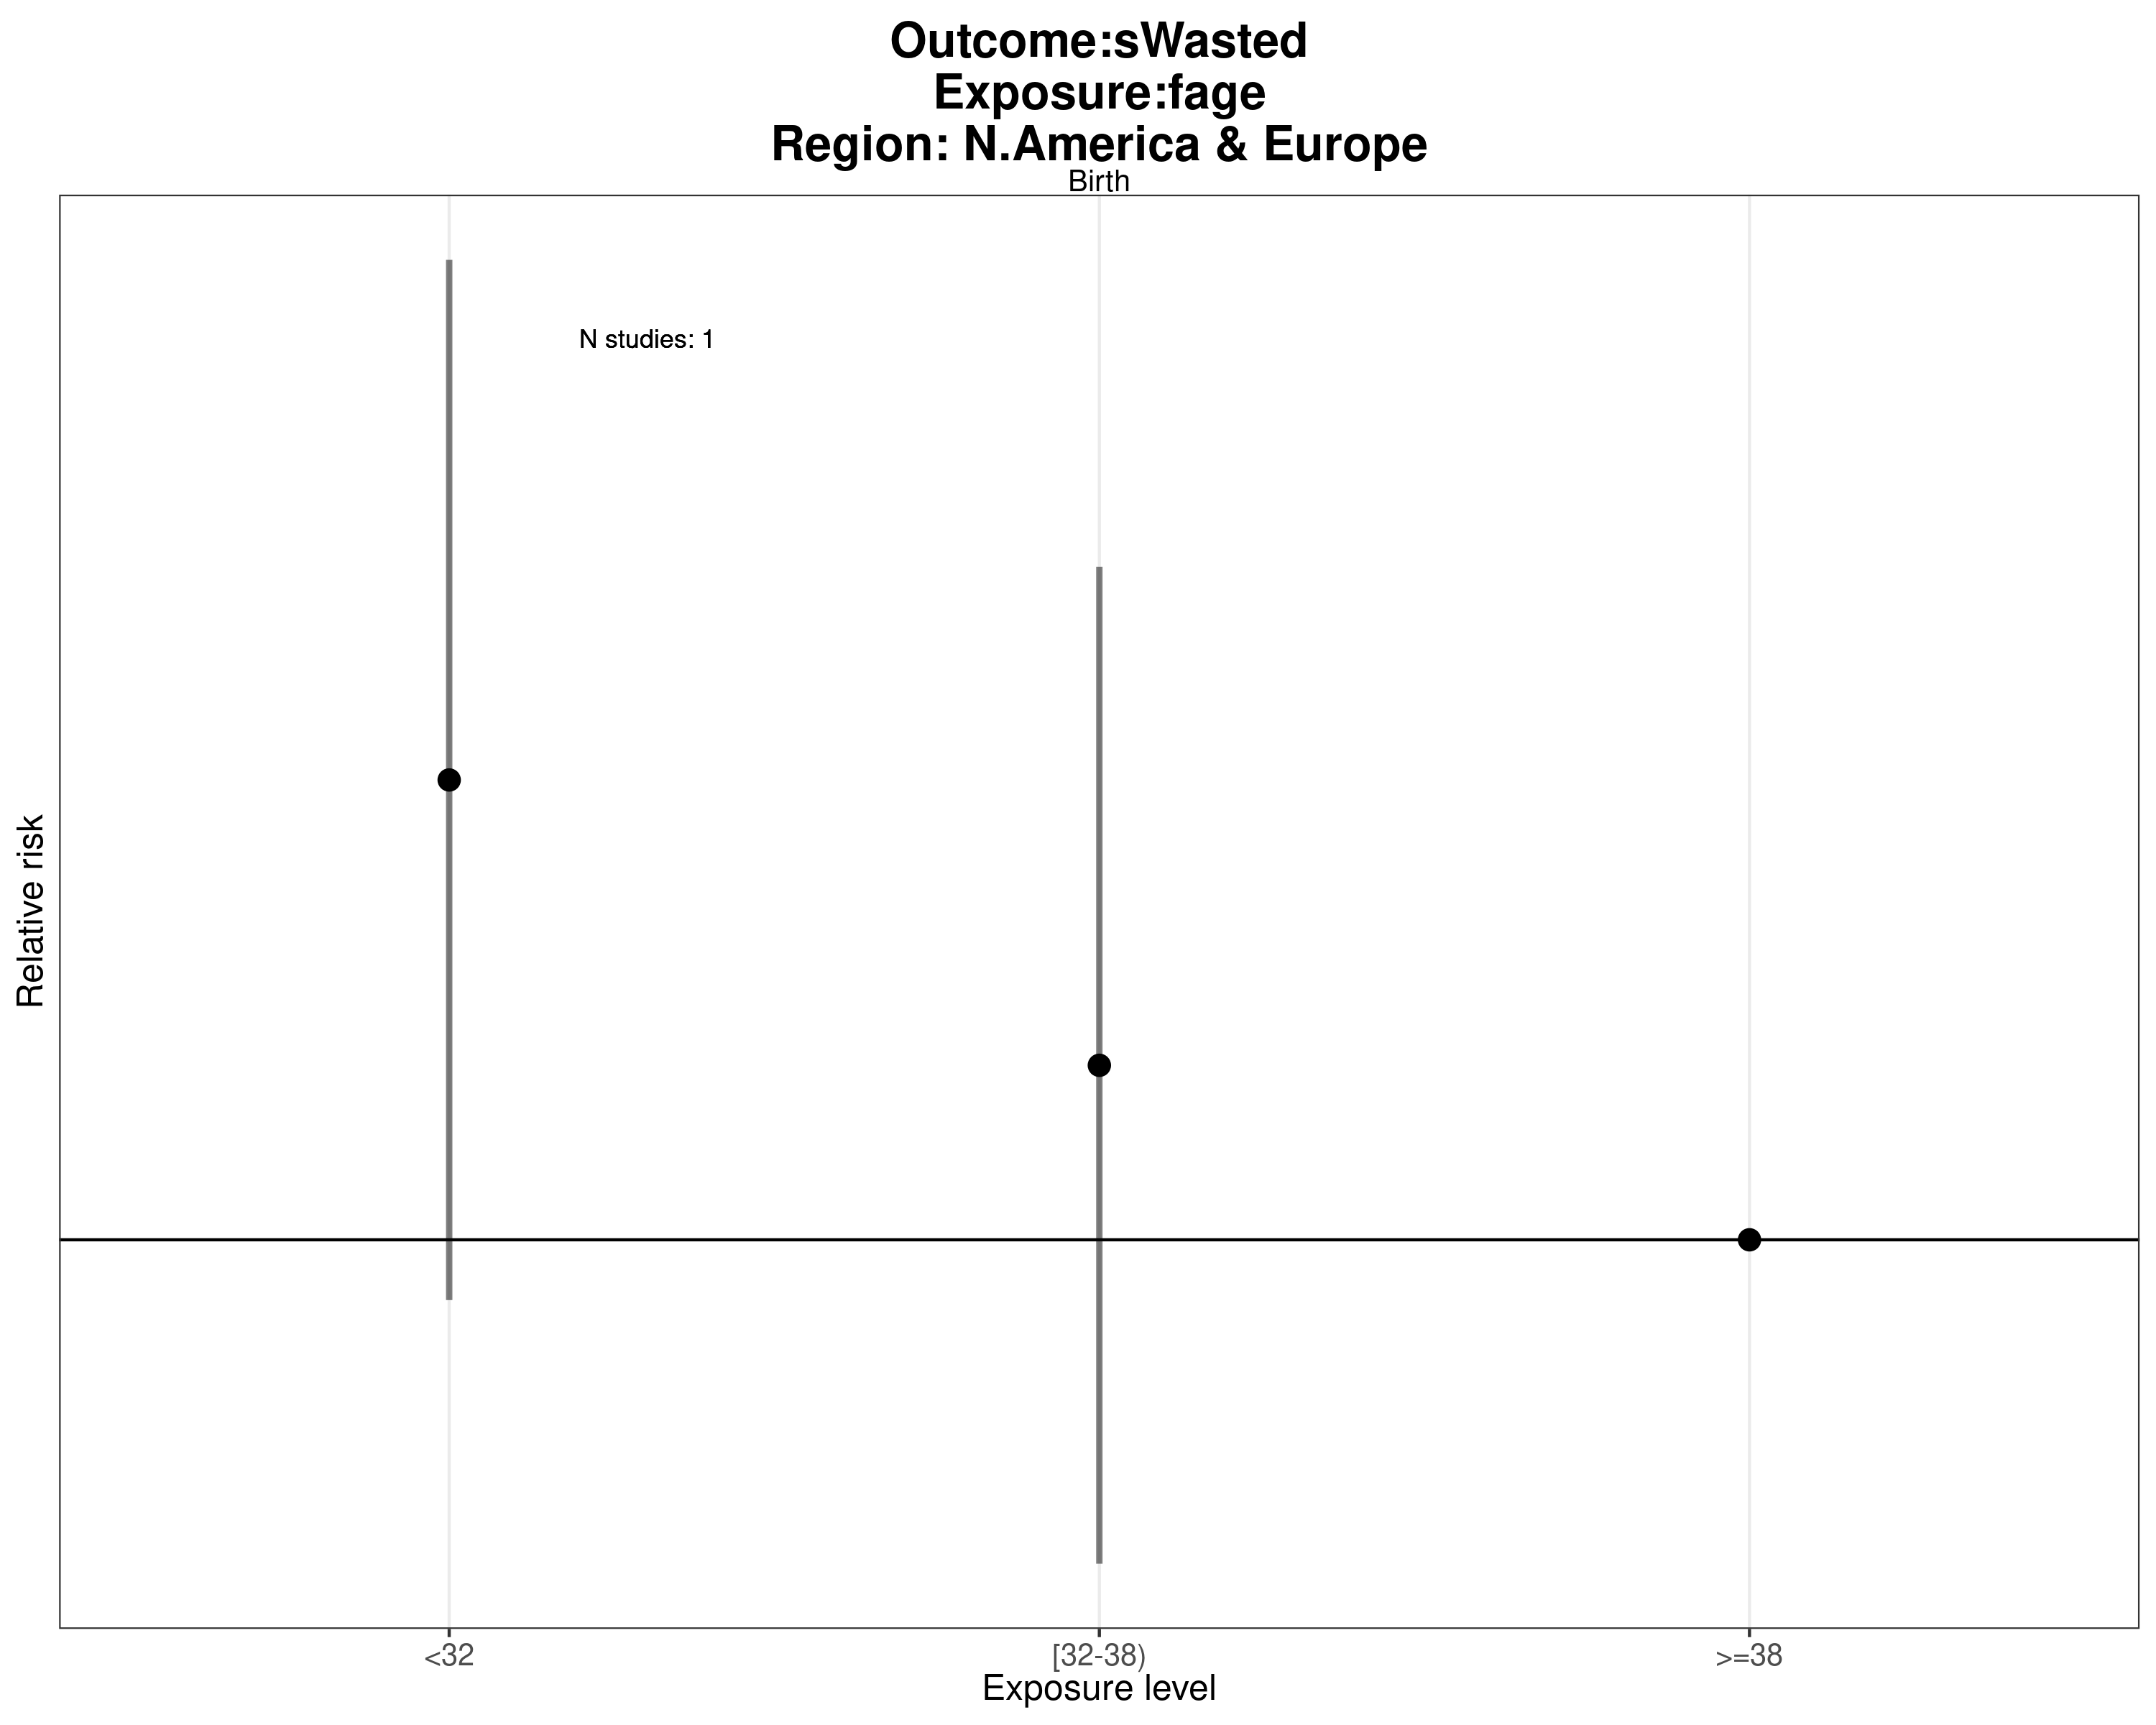 Outcome:sWasted
Exposure:fage
Region: N.America & Europe
Birth
N studies: 1
Relative risk
<32
[32-38)
>=38
Exposure level